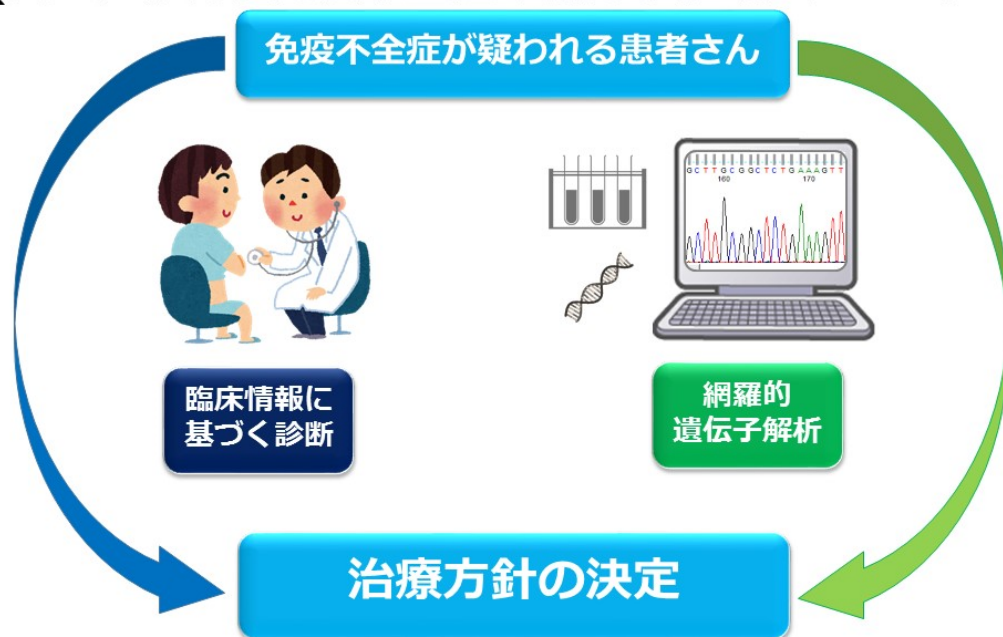 免疫不全症が疑われる患者さん
GCTTGCGGCTCTGAAAGTT
160 170
臨床情報に
基づく診断
網羅的
遺伝子解析
治療方針の決定